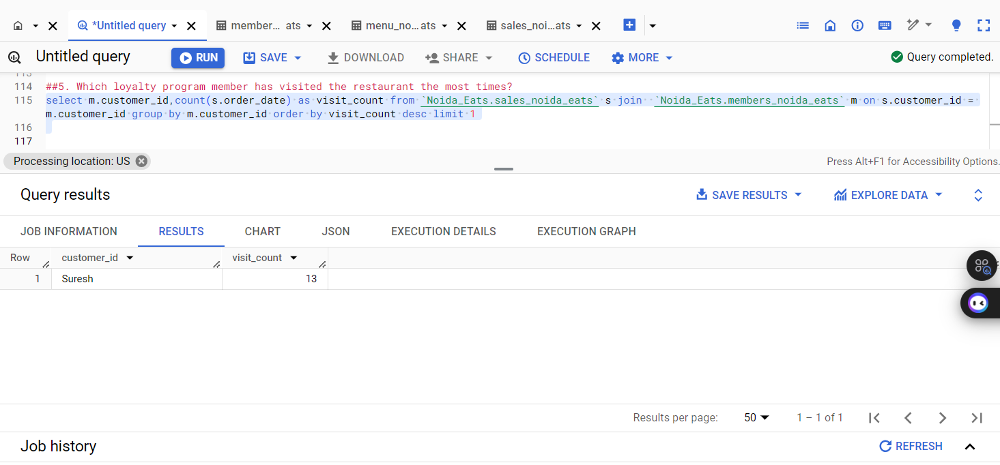 *Untitled query
member... ats
menu_no...ats
sales_noi...ats
Untitled query
RUN
SAVE
DOWNLOAD
SHARE
SCHEDULE
MORE
Query completed.
113
114 ##5. Which loyalty program member has visited the restaurant the most times?
115 select m.customer_id,count(s.order_date) as visit_count from `Noida_Eats.sales_noida_eats` s join `Noida_Eats.members_noida_eats` m on s.customer_id =
m.customer_id group by m.customer_id order by visit_count desc limit 1
116
117
Processing location: US
Press Alt+F1 for Accessibility Options.
Query results
SAVE RESULTS
EXPLORE DATA
JOB INFORMATION
RESULTS
CHART
JSON
EXECUTION DETAILS
EXECUTION GRAPH
Row customer_id visit_count
1 Suresh 13
Results per page: 50 1 – 1 of 1
Job history
REFRESH